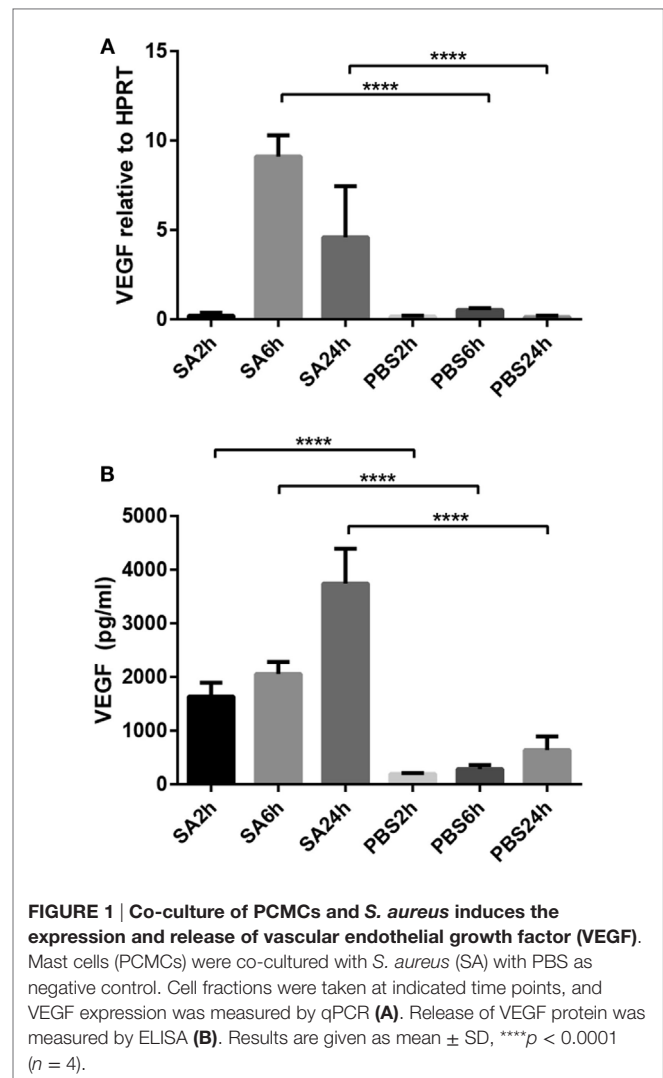 A
VEGF relative to HPRT
15
10
5
0
****
****
SA2h
SA6h
SA24h
PBS2h
PBS6h
PBS24h
B
VEGF (pg/ml)
5000
4000
3000
2000
1000
0
****
****
****
SA2h
SA6h
SA24h
PBS2h
PBS6h
PBS24h
FIGURE 1 | Co-culture of PCMCs and S. aureus induces the
expression and release of vascular endothelial growth factor (VEGF).
Mast cells (PCMCs) were co-cultured with S. aureus (SA) with PBS as
negative control. Cell fractions were taken at indicated time points, and
VEGF expression was measured by qPCR (A). Release of VEGF protein was
measured by ELISA (B). Results are given as mean ± SD, ****p < 0.0001
(n = 4).